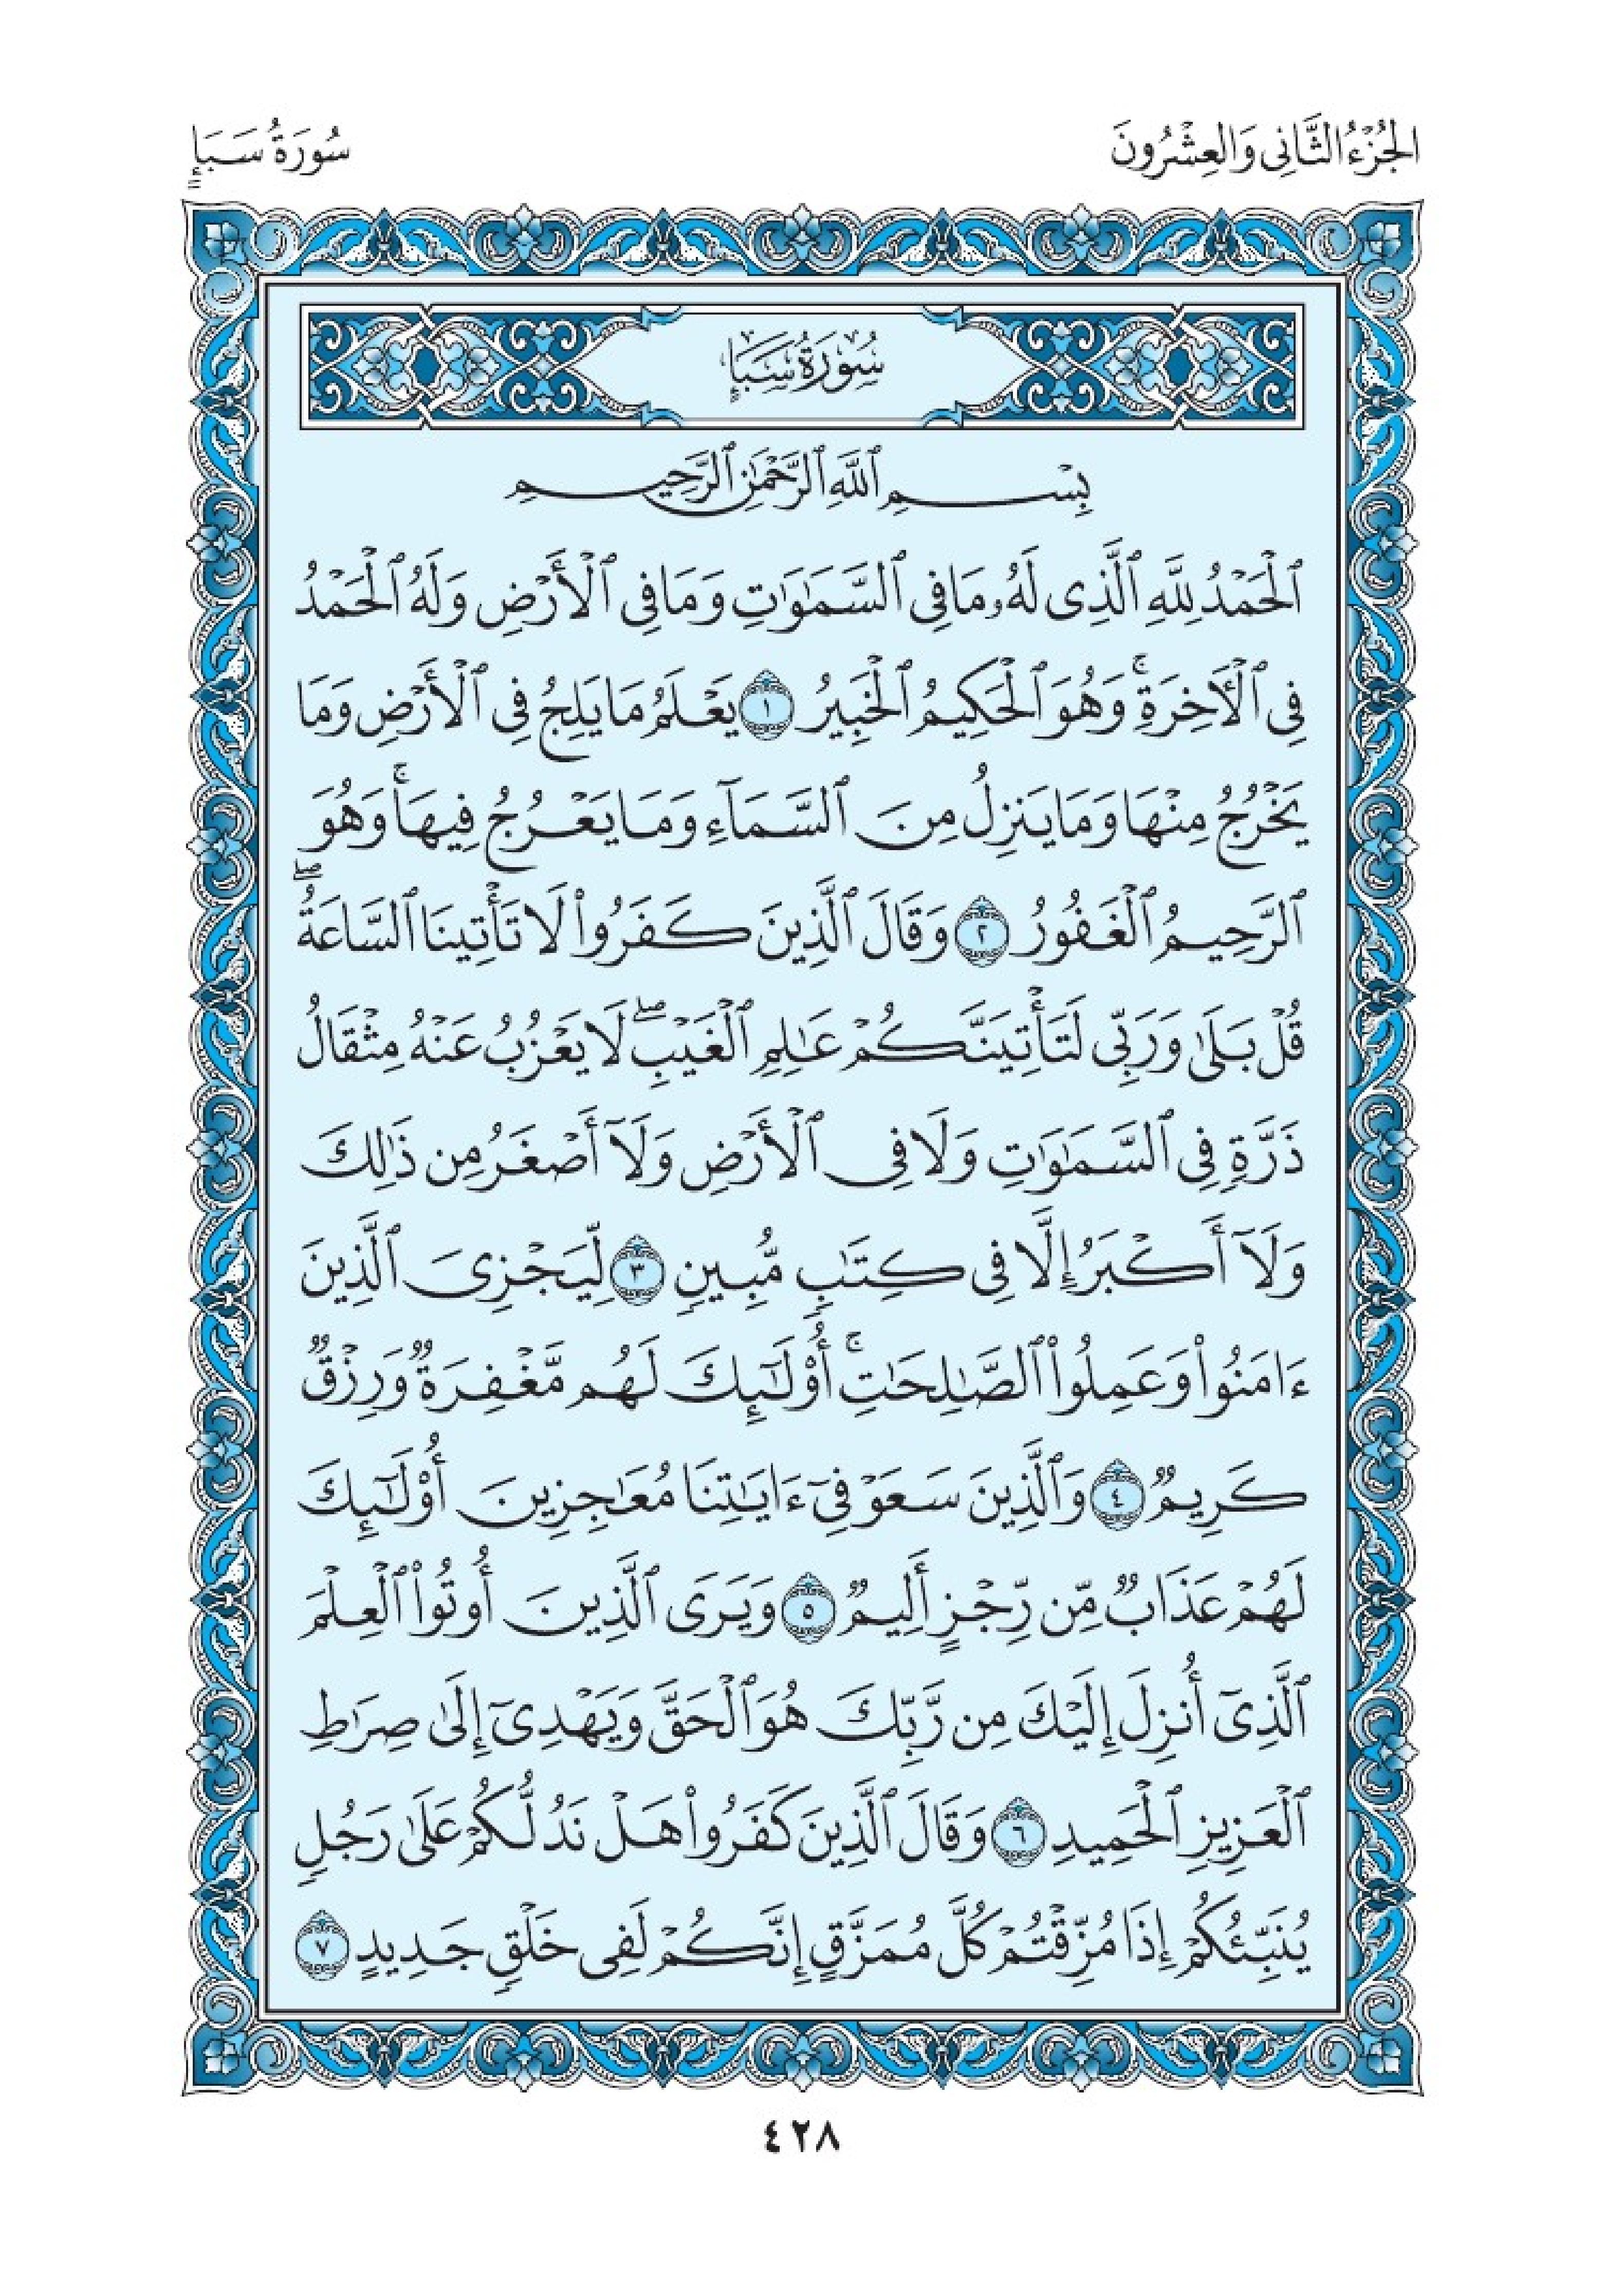 الجُزْءُ الثَّانِي وَالعِشْرُونَ
سُورَةُ سَبَإٍ
سُورَةُ سَبَإٍ
بِسْمِ ٱللَّهِ ٱلرَّحْمَٰنِ ٱلرَّحِيمِ
ٱلْحَمْدُ لِلَّهِ ٱلَّذِى لَهُۥ مَا فِى ٱلسَّمَٰوَٰتِ وَمَا فِى ٱلْأَرْضِ وَلَهُ ٱلْحَمْدُ
فِى ٱلْءَاخِرَةِ ۚ وَهُوَ ٱلْحَكِيمُ ٱلْخَبِيرُ ١ يَعْلَمُ مَا يَلِجُ فِى ٱلْأَرْضِ وَمَا
يَخْرُجُ مِنْهَا وَمَا يَنزِلُ مِنَ ٱلسَّمَآءِ وَمَا يَعْرُجُ فِيهَا ۚ وَهُوَ
ٱلرَّحِيمُ ٱلْغَفُورُ ٢ وَقَالَ ٱلَّذِينَ كَفَرُوا۟ لَا تَأْتِينَا ٱلسَّاعَةُ ۖ
قُلْ بَلَىٰ وَرَبِّى لَتَأْتِيَنَّكُمْ عَٰلِمِ ٱلْغَيْبِ ۖ لَا يَعْزُبُ عَنْهُ مِثْقَالُ
ذَرَّةٍ فِى ٱلسَّمَٰوَٰتِ وَلَا فِى ٱلْأَرْضِ وَلَآ أَصْغَرُ مِن ذَٰلِكَ
وَلَآ أَكْبَرُ إِلَّا فِى كِتَٰبٍ مُّبِينٍ ٣ لِّيَجْزِىَ ٱلَّذِينَ
ءَامَنُوا۟ وَعَمِلُوا۟ ٱلصَّٰلِحَٰتِ ۚ أُو۟لَٰٓئِكَ لَهُم مَّغْفِرَةٌ وَرِزْقٌ
كَرِيمٌ ٤ وَٱلَّذِينَ سَعَوْ فِىٓ ءَايَٰتِنَا مُعَٰجِزِينَ أُو۟لَٰٓئِكَ
لَهُمْ عَذَابٌ مِّن رِّجْزٍ أَلِيمٌ ٥ وَيَرَى ٱلَّذِينَ أُوتُوا۟ ٱلْعِلْمَ
ٱلَّذِىٓ أُنزِلَ إِلَيْكَ مِن رَّبِّكَ هُوَ ٱلْحَقَّ وَيَهْدِىٓ إِلَىٰ صِرَٰطِ
ٱلْعَزِيزِ ٱلْحَمِيدِ ٦ وَقَالَ ٱلَّذِينَ كَفَرُوا۟ هَلْ نَدُلُّكُمْ عَلَىٰ رَجُلٍ
يُنَبِّئُكُمْ إِذَا مُزِّقْتُمْ كُلَّ مُمَزَّقٍ إِنَّكُمْ لَفِى خَلْقٍ جَدِيدٍ ٧
٤٢٨